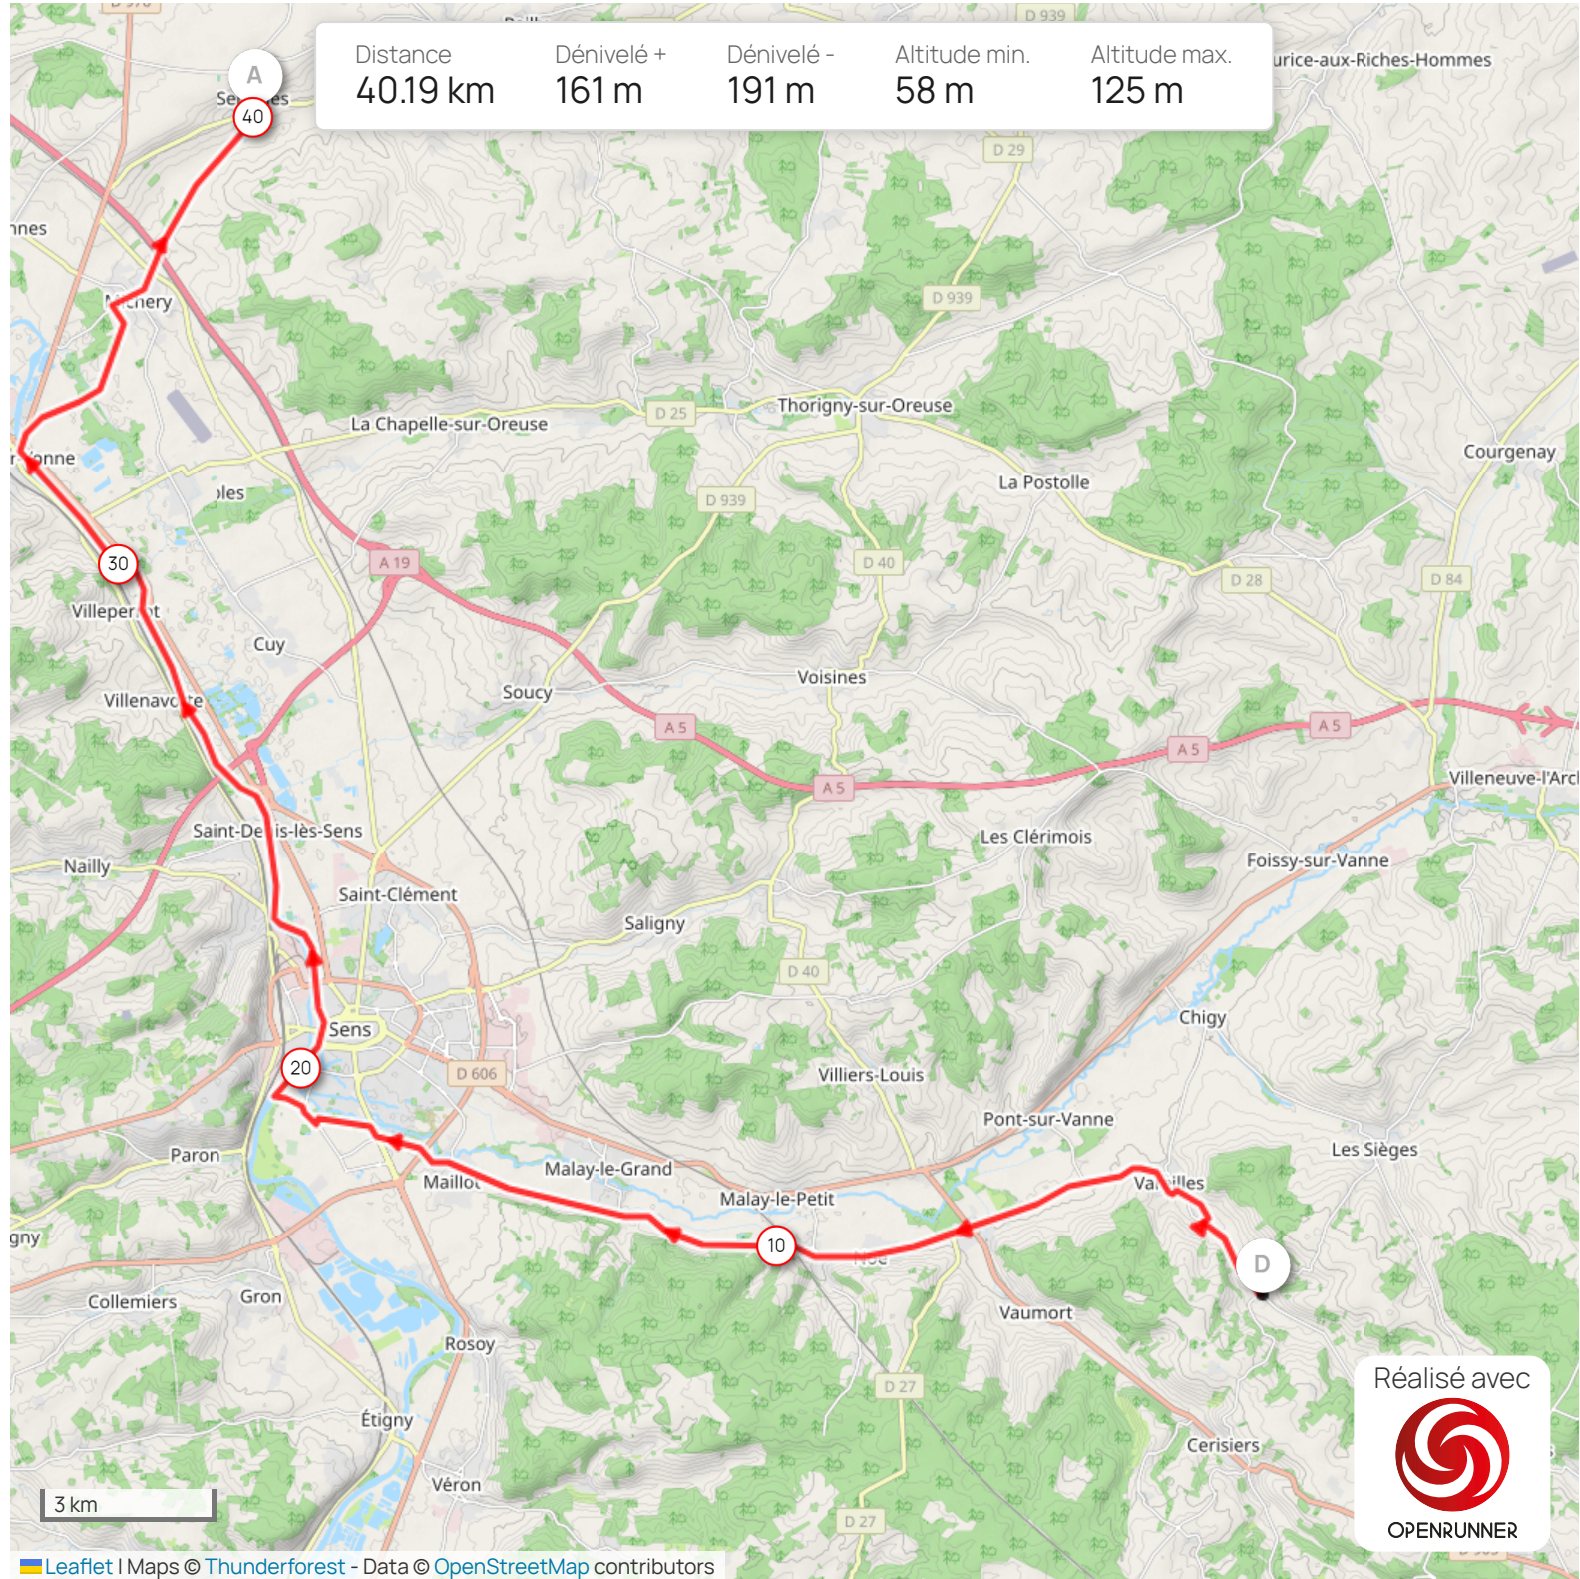 Distance
40.19 km
Dénivelé +
161 m
Dénivelé -
191 m
Altitude min.
58 m
Altitude max.
125 m
D 939
A
40
D 29
D 939
Thorigny-sur-Oreuse
D 25
La Chapelle-sur-Oreuse
Courgenay
La Postolle
D 939
A 19
D 40
D 28
D 84
30
Cuy
Voisines
Soucy
A 5
A 5
A 5
A 5
Les Clérimois
Foissy-sur-Vanne
Nailly
Saint-Clément
Saligny
D 40
Chigy
Sens
20
D 606
Villiers-Louis
Pont-sur-Vanne
Les Sièges
Paron
Malay-le-Grand
Malay-le-Petit
10
D
Vaumort
Collemiers
Gron
Rosoy
D 27
Étigny
Cerisiers
Véron
D 27
3 km
Réalisé avec
OPENRUNNER
Leaflet | Maps © Thunderforest - Data © OpenStreetMap contributors